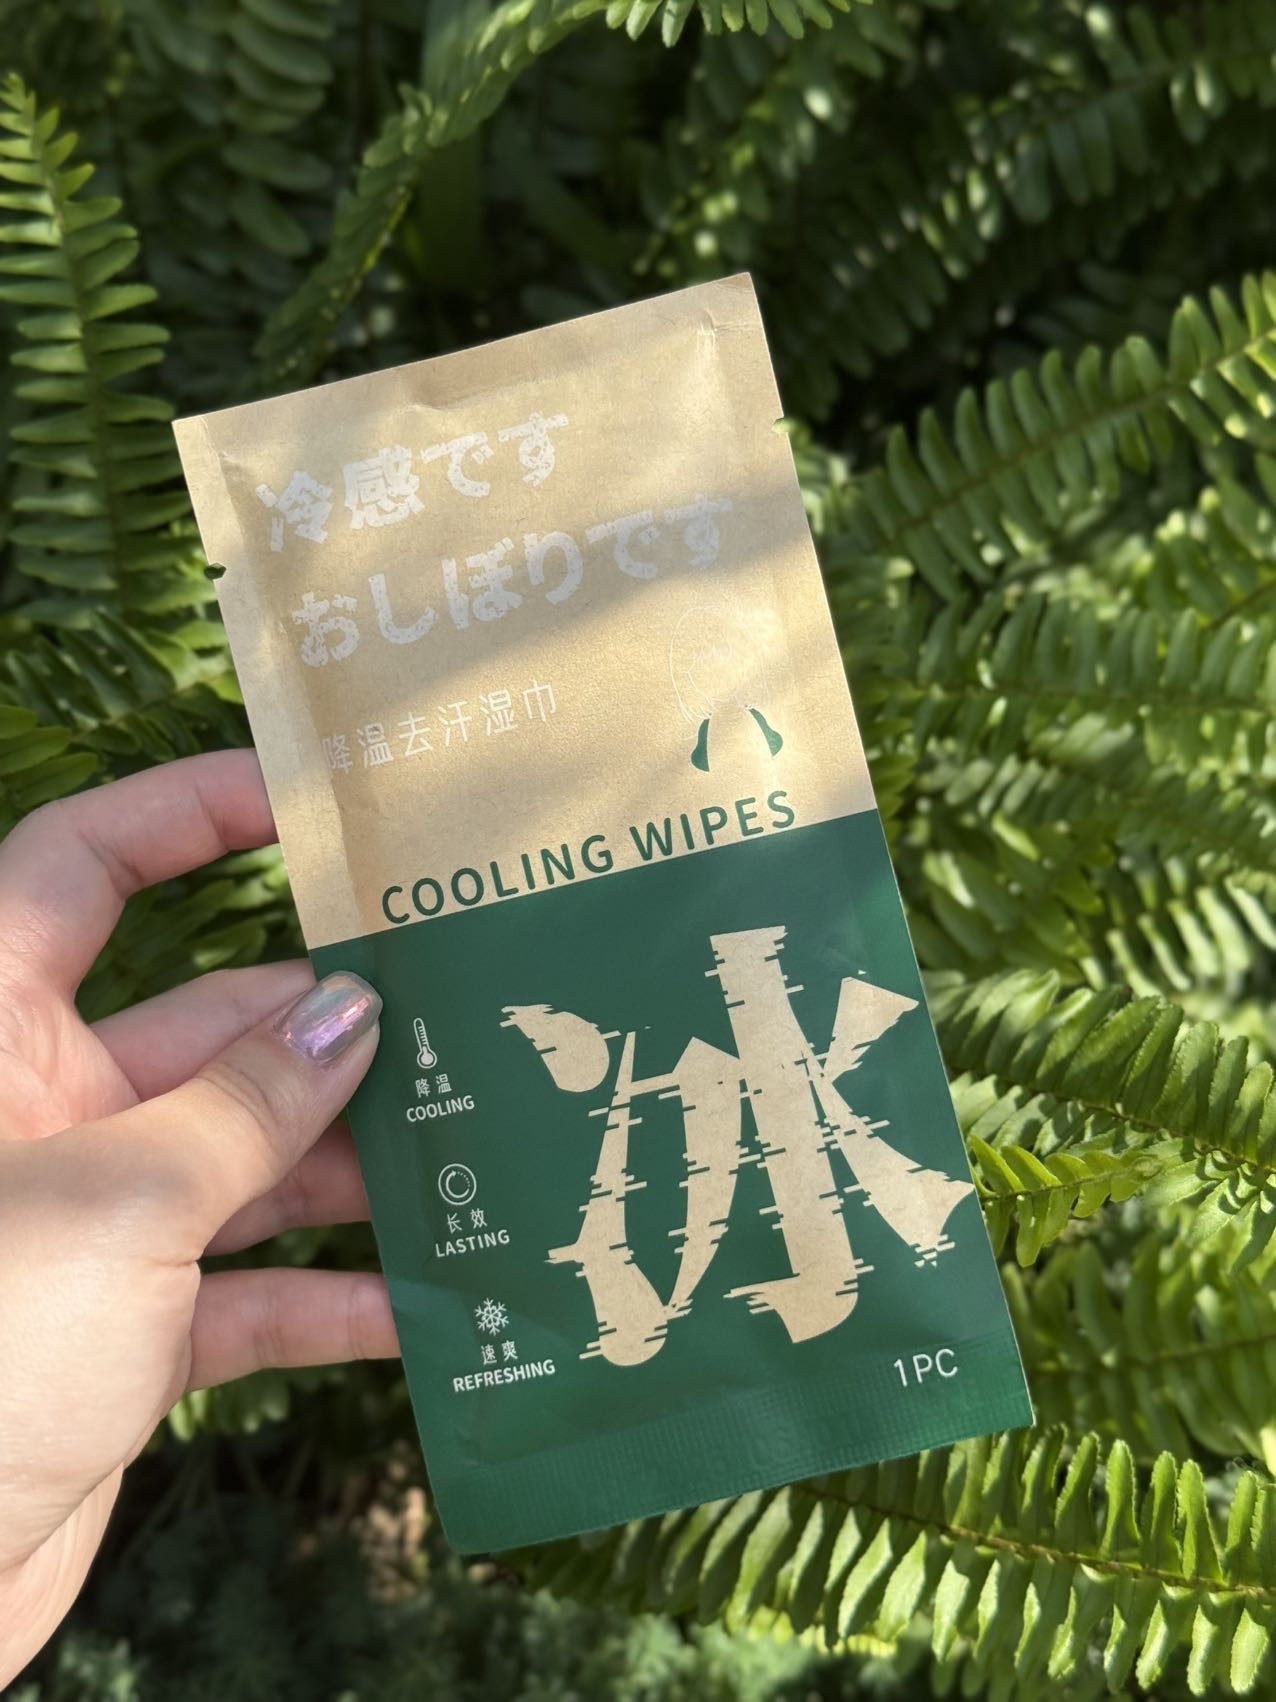 冷感です
おしぼりです
降温去汗湿巾
COOLING WIPES
冰
降温
COOLING
长效
LASTING
速爽
REFRESHING
1PC